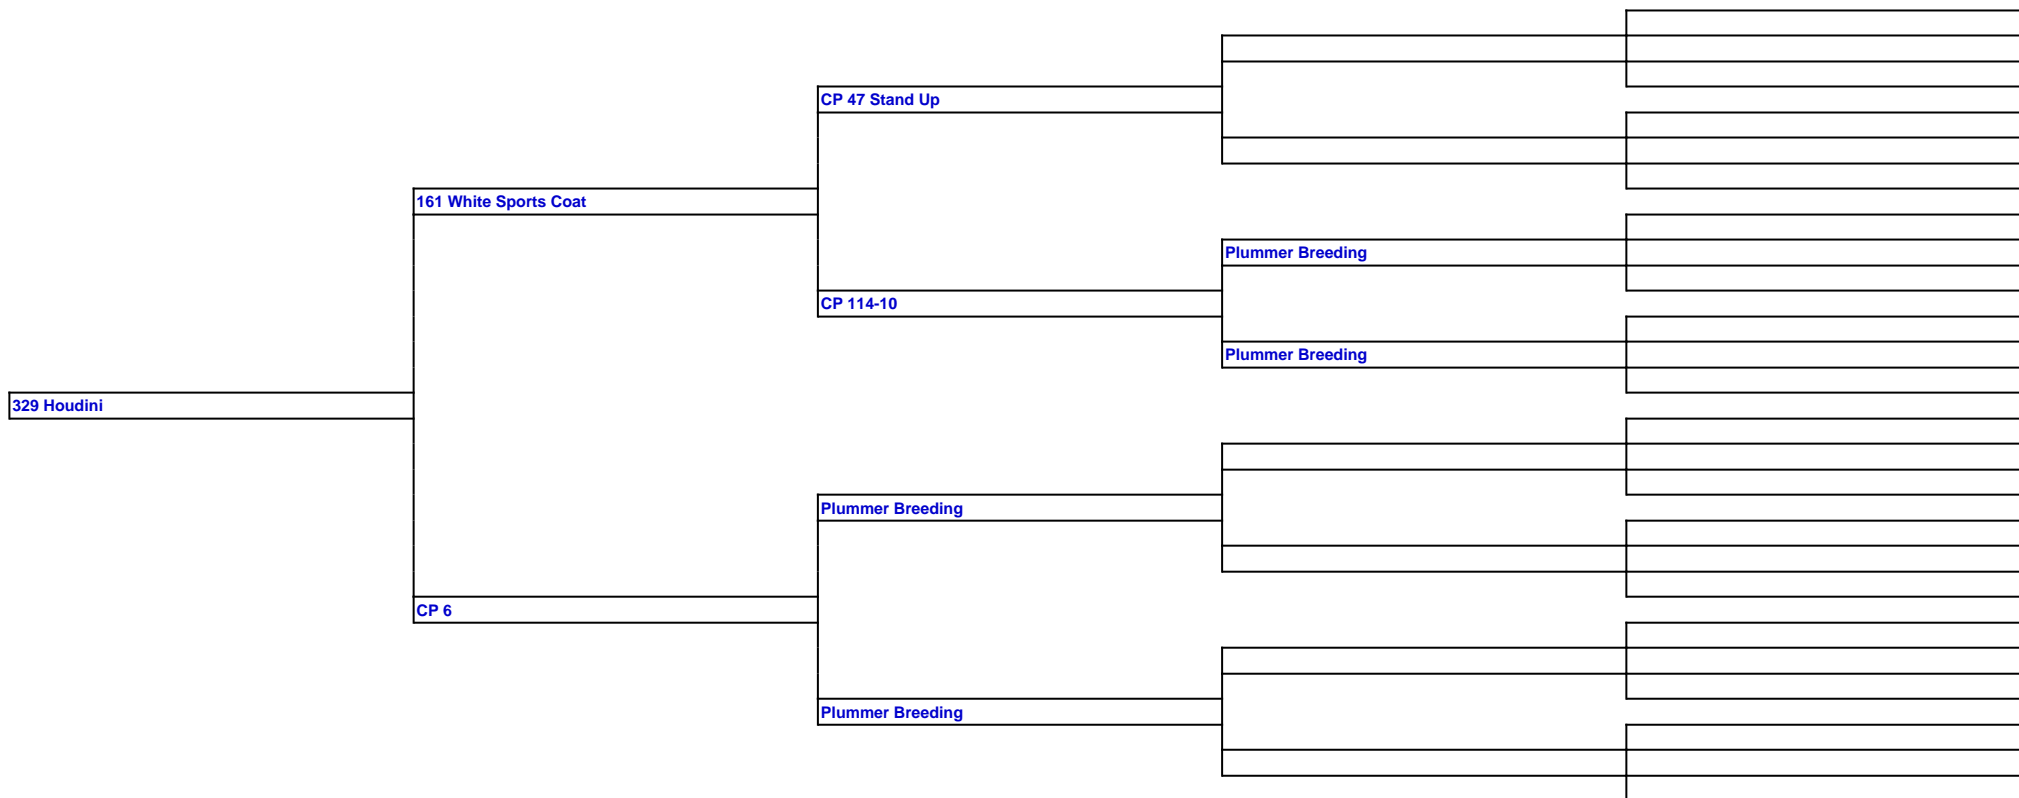 CP 47 Stand Up
161 White Sports Coat
Plummer Breeding
CP 114-10
Plummer Breeding
329 Houdini
Plummer Breeding
CP 6
Plummer Breeding